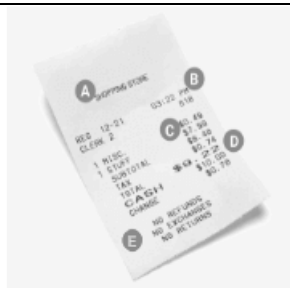 A SHOPPING STORE
B
REG 12-21 03:22 PM
CLERK 2 618
C
1 MISC. $0.49
1 STUFF $7.99
SUBTOTAL $8.48
TAX $0.74
D
TOTAL $9.22
CASH $10.00
CHANGE $0.78
E
NO REFUNDS
NO EXCHANGES
NO RETURNS